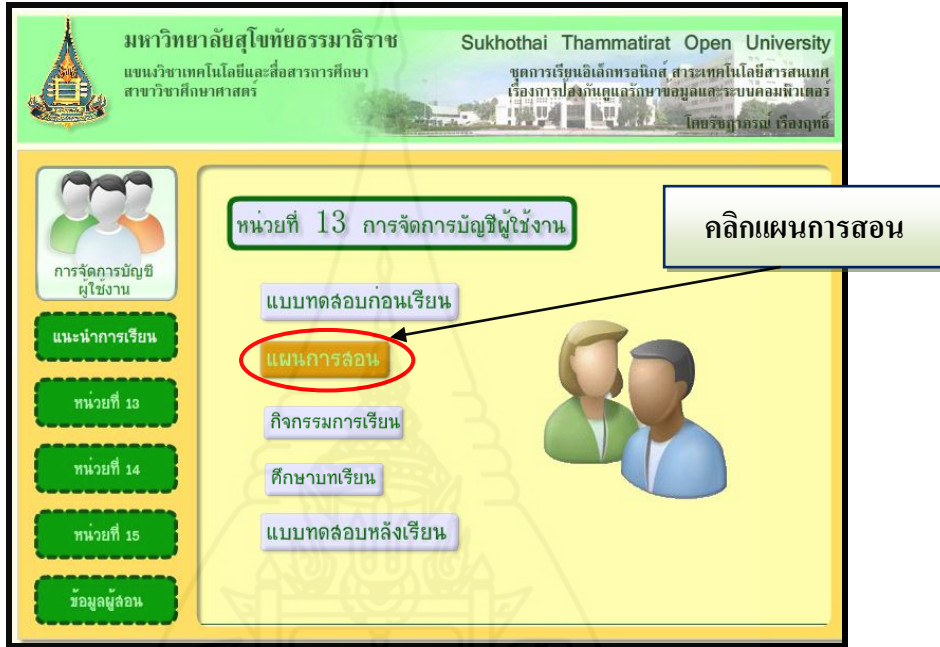 มหาวิทยาลัยสุโขทัยธรรมาธิราช
Sukhothai Thammatirat Open University
แขนงวิชาเทคโนโลยีและสื่อสารการศึกษา
สาขาวิชาศึกษาศาสตร์
ชุดการเรียนอิเล็กทรอนิกส์ สาระเทคโนโลยีสารสนเทศ
เรื่องการป้องกันดูแลรักษาข้อมูลและระบบคอมพิวเตอร์
โดยรัชฎาภรณ์ เรืองฤทธิ์
การจัดการบัญชี
ผู้ใช้งาน
แนะนำการเรียน
หน่วยที่ 13
หน่วยที่ 14
หน่วยที่ 15
ข้อมูลผู้สอน
หน่วยที่ 13 การจัดการบัญชีผู้ใช้งาน
แบบทดสอบก่อนเรียน
แผนการสอน
กิจกรรมการเรียน
ศึกษาบทเรียน
แบบทดสอบหลังเรียน
คลิกแผนการสอน